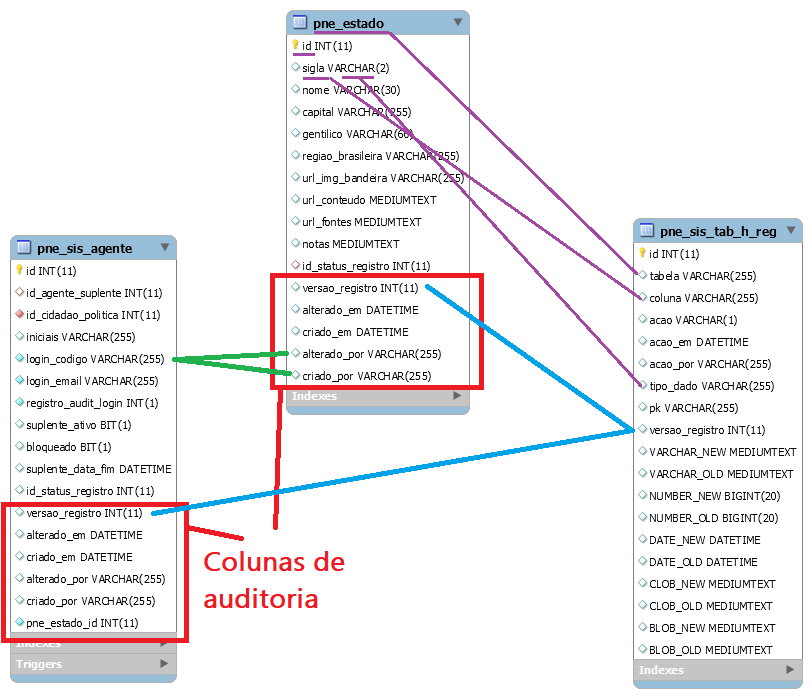 pne_estado
id INT(11)
sigla VARCHAR(2)
nome VARCHAR(30)
capital VARCHAR(255)
gentilico VARCHAR(60)
regiao_brasileira VARCHAR(255)
url_img_bandeira VARCHAR(255)
url_conteudo MEDIUMTEXT
url_fontes MEDIUMTEXT
notas MEDIUMTEXT
id_status_registro INT(11)
versao_registro INT(11)
alterado_em DATETIME
criado_em DATETIME
alterado_por VARCHAR(255)
criado_por VARCHAR(255)
Indexes
pne_sis_agente
id INT(11)
id_agente_suplente INT(11)
id_cidadao_politica INT(11)
iniciais VARCHAR(255)
login_codigo VARCHAR(255)
login_email VARCHAR(255)
registro_audit_login INT(1)
suplente_ativo BIT(1)
bloqueado BIT(1)
suplente_data_fim DATETIME
id_status_registro INT(11)
versao_registro INT(11)
alterado_em DATETIME
criado_em DATETIME
alterado_por VARCHAR(255)
criado_por VARCHAR(255)
pne_estado_id INT(11)
Indexes
Triggers
Colunas de
auditoria
pne_sis_tab_h_reg
id INT(11)
tabela VARCHAR(255)
coluna VARCHAR(255)
acao VARCHAR(1)
acao_em DATETIME
acao_por VARCHAR(255)
tipo_dado VARCHAR(255)
pk VARCHAR(255)
versao_registro INT(11)
VARCHAR_NEW MEDIUMTEXT
VARCHAR_OLD MEDIUMTEXT
NUMBER_NEW BIGINT(20)
NUMBER_OLD BIGINT(20)
DATE_NEW DATETIME
DATE_OLD DATETIME
CLOB_NEW MEDIUMTEXT
CLOB_OLD MEDIUMTEXT
BLOB_NEW MEDIUMTEXT
BLOB_OLD MEDIUMTEXT
Indexes